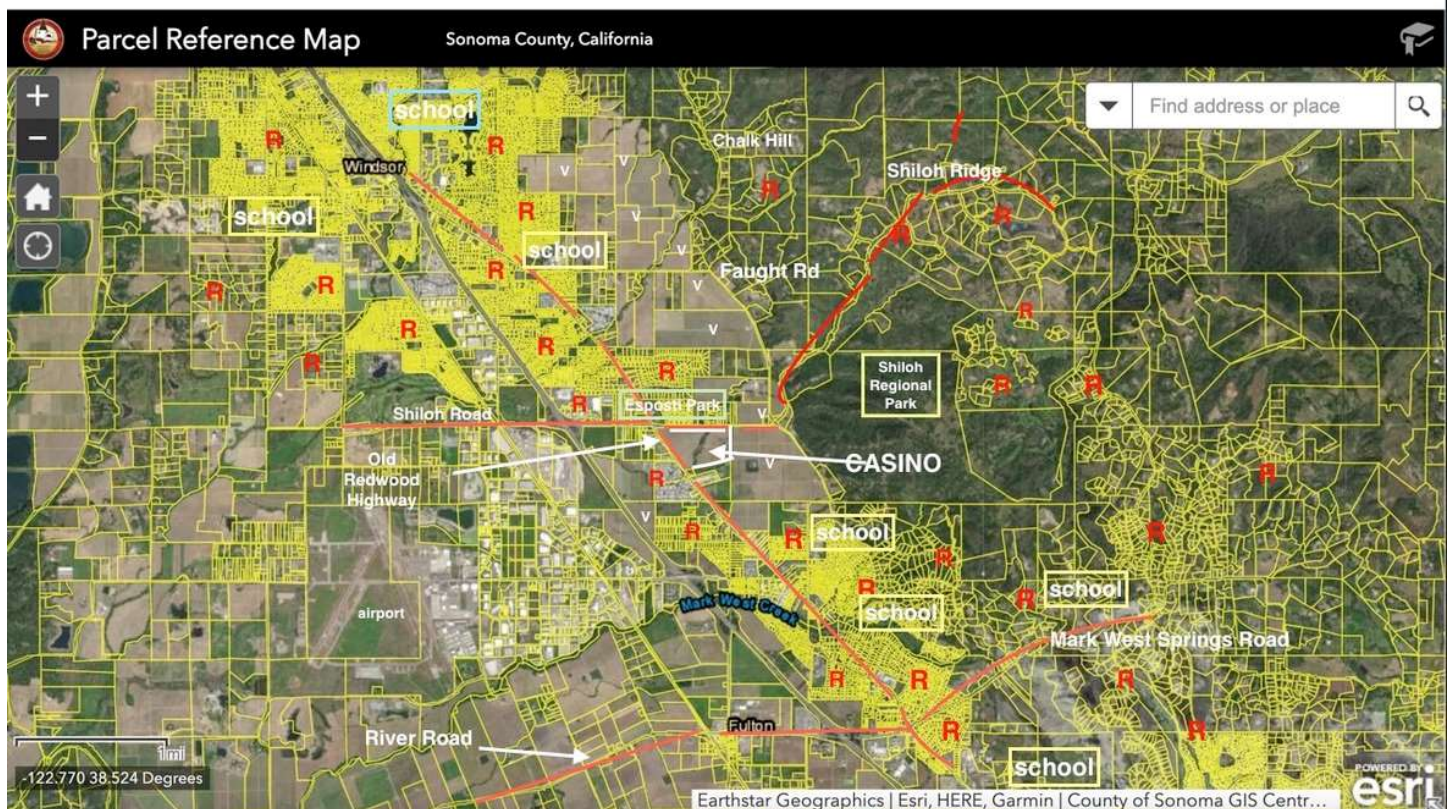 Parcel Reference Map
Sonoma County, California
+
Find address or place
−
school
R
R
Chalk Hill
V
V
Windsor
Shiloh Ridge
R
school
R
V
R
R
school
V
Faught Rd
R
R
R
V
R
V
R
R
R
R
R
Shiloh
Regional
Park
R
R
R
Esposti Park
Shiloh Road
V
Old
Redwood
Highway
CASINO
V
R
R
V
R
R
school
R
R
airport
R
school
R
school
Mark West Creek
Mark West Springs Road
R
R
R
Fulton
R
R
River Road
school
1mi
-122.770 38.524 Degrees
POWERED BY
esri
Earthstar Geographics | Esri, HERE, Garmin | County of Sonoma GIS Centr...